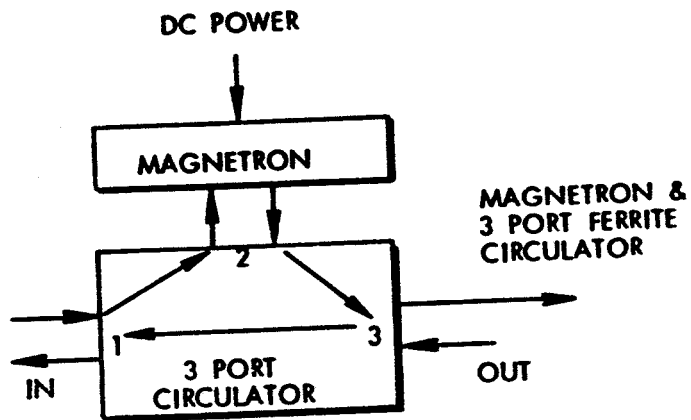 DC POWER
MAGNETRON
MAGNETRON &
3 PORT FERRITE
CIRCULATOR
2
1
3
3 PORT
CIRCULATOR
IN
OUT